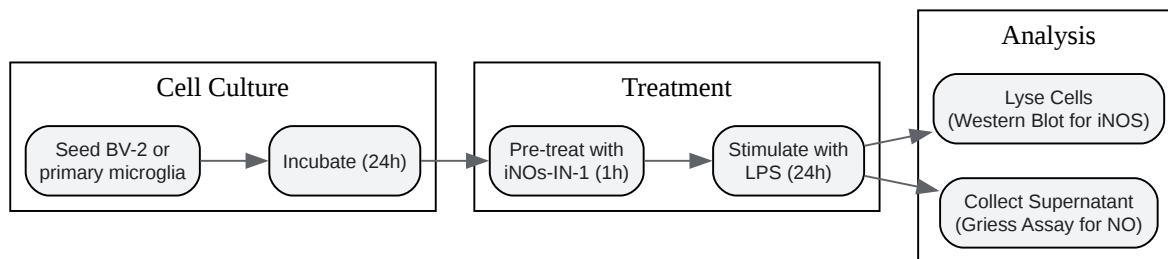 Cell Culture
Seed BV-2 or
primary microglia
Incubate (24h)
Treatment
Pre-treat with
iNOs-IN-1 (1h)
Stimulate with
LPS (24h)
Analysis
Lyse Cells
(Western Blot for iNOS)
Collect Supernatant
(Griess Assay for NO)